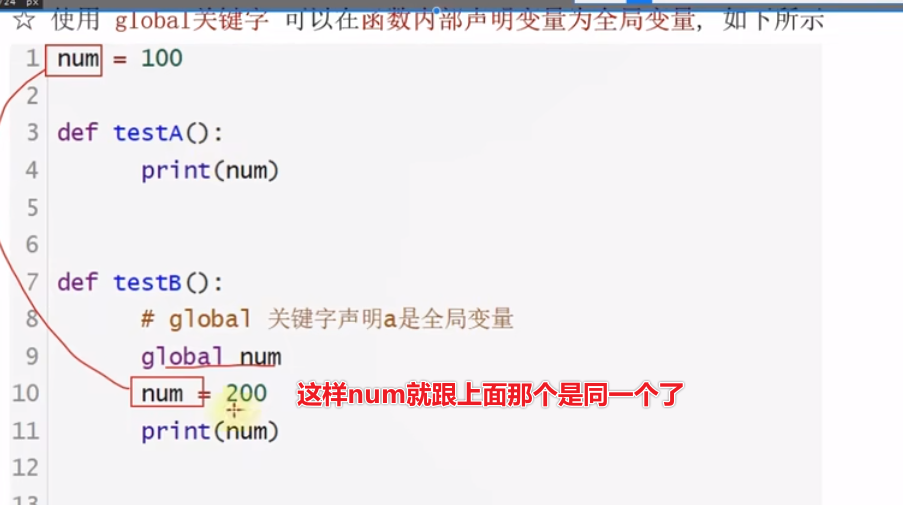 /24 px
☆ 使用 global关键字 可以在函数内部声明变量为全局变量, 如下所示
1 num = 100
2
3 def testA():
4 print(num)
5
6
7 def testB():
8 # global 关键字声明a是全局变量
9 global num
10 num = 200 这样num就跟上面那个是同一个了
11 print(num)
12
13